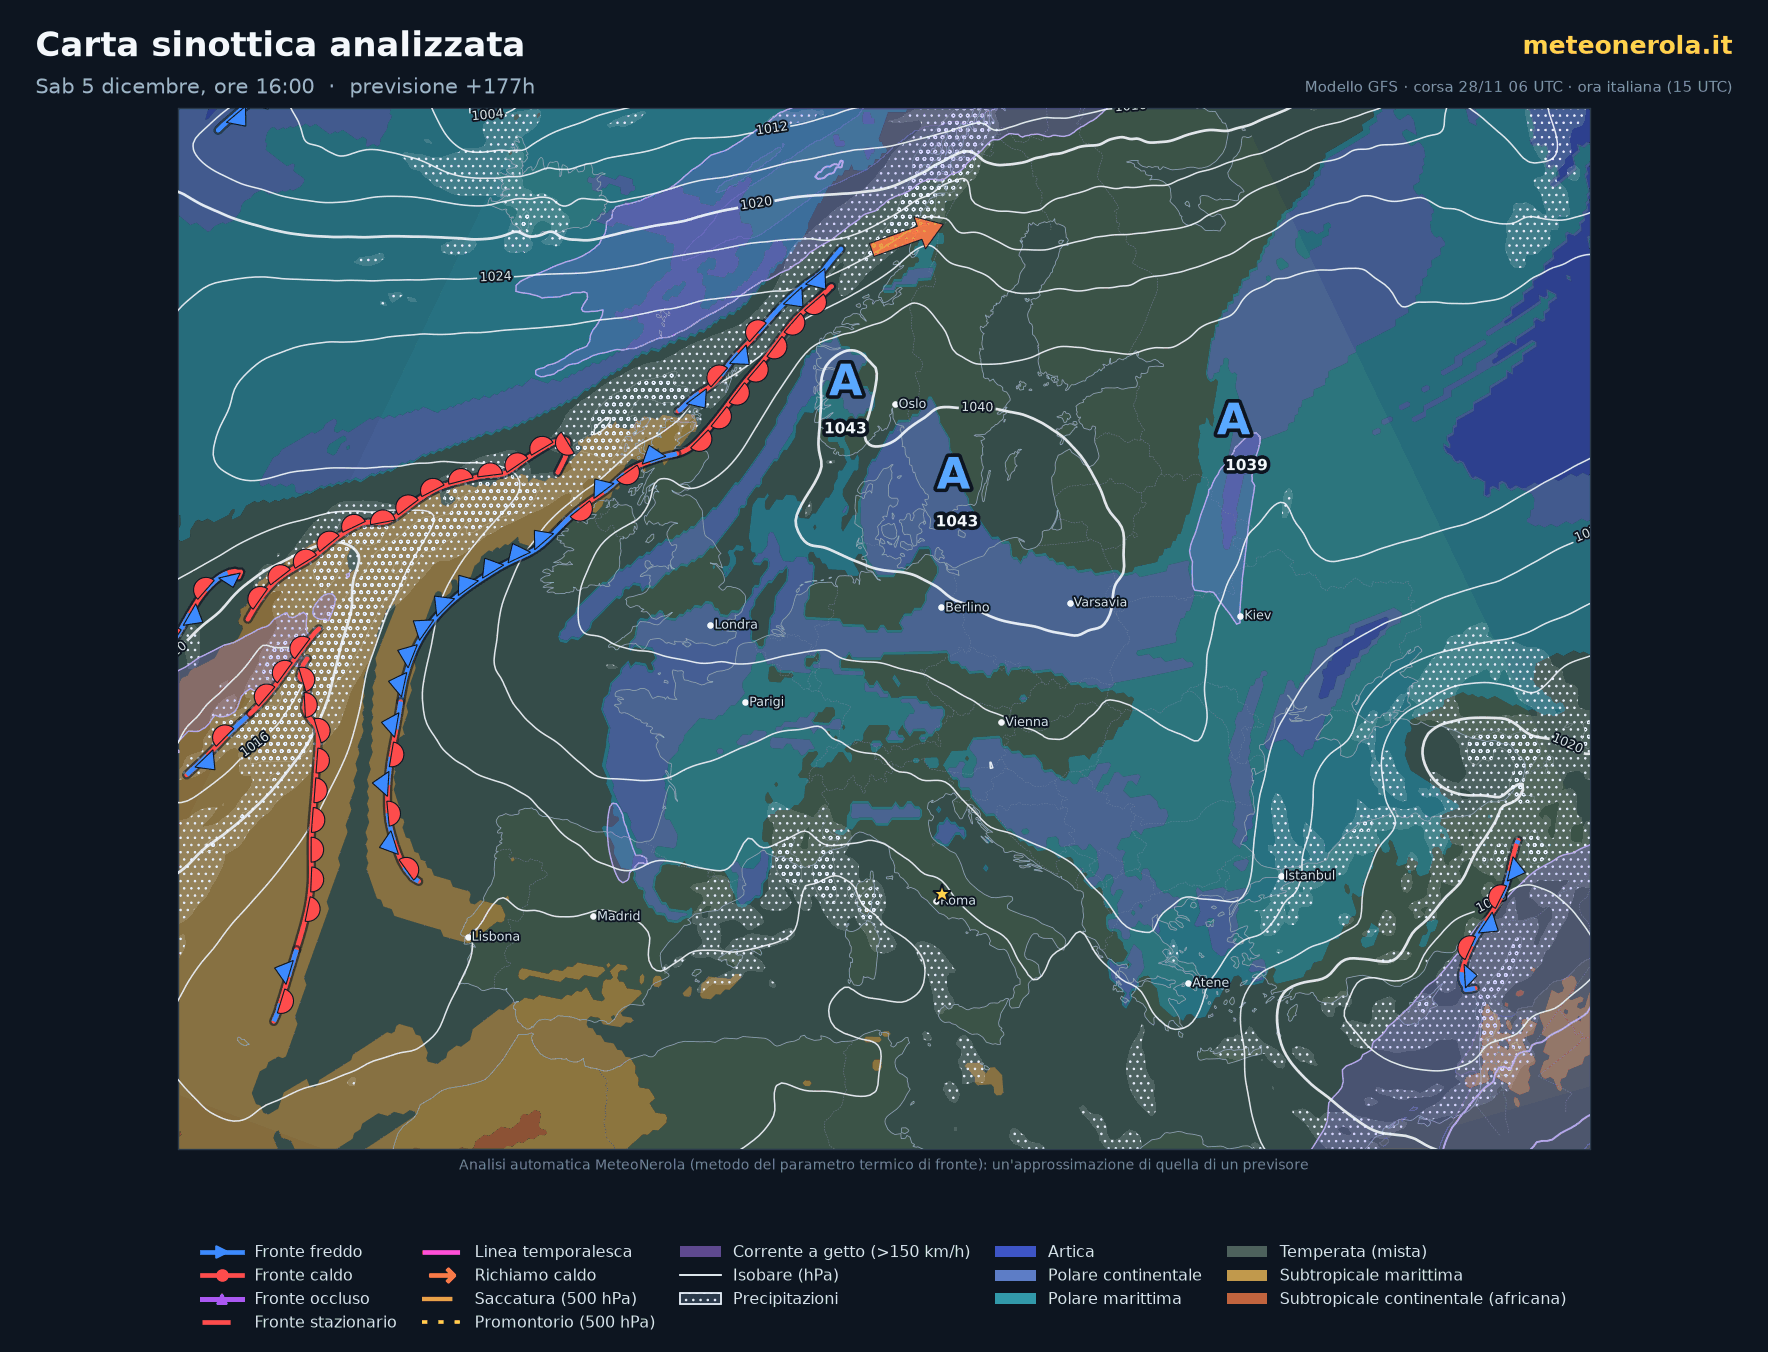 Carta sinottica analizzata
meteonerola.it
Sab 5 dicembre, ore 16:00 · previsione +177h
Modello GFS · corsa 28/11 06 UTC · ora italiana (15 UTC)
1004
1012
1020
1024
A
1043
Oslo
1040
A
1039
A
1043
Berlino
Varsavia
Kiev
Londra
Parigi
Vienna
1016
1020
Istanbul
Roma
Madrid
Lisbona
Atene
Analisi automatica MeteoNerola (metodo del parametro termico di fronte): un'approssimazione di quella di un previsore
Fronte freddo
Fronte caldo
Fronte occluso
Fronte stazionario
Linea temporalesca
Richiamo caldo
Saccatura (500 hPa)
Promontorio (500 hPa)
Corrente a getto (>150 km/h)
Isobare (hPa)
Precipitazioni
Artica
Polare continentale
Polare marittima
Temperata (mista)
Subtropicale marittima
Subtropicale continentale (africana)